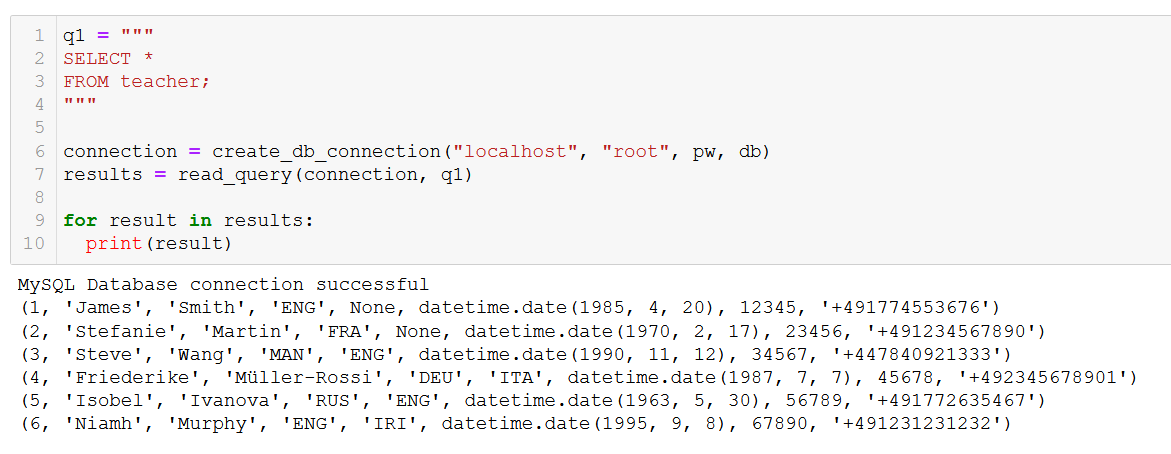 1 q1 = """
2 SELECT *
3 FROM teacher;
4 """
5
6 connection = create_db_connection("localhost", "root", pw, db)
7 results = read_query(connection, q1)
8
9 for result in results:
10   print(result)
MySQL Database connection successful
(1, 'James', 'Smith', 'ENG', None, datetime.date(1985, 4, 20), 12345, '+491774553676')
(2, 'Stefanie', 'Martin', 'FRA', None, datetime.date(1970, 2, 17), 23456, '+491234567890')
(3, 'Steve', 'Wang', 'MAN', 'ENG', datetime.date(1990, 11, 12), 34567, '+447840921333')
(4, 'Friederike', 'Müller-Rossi', 'DEU', 'ITA', datetime.date(1987, 7, 7), 45678, '+492345678901')
(5, 'Isobel', 'Ivanova', 'RUS', 'ENG', datetime.date(1963, 5, 30), 56789, '+491772635467')
(6, 'Niamh', 'Murphy', 'ENG', 'IRI', datetime.date(1995, 9, 8), 67890, '+491231231232')